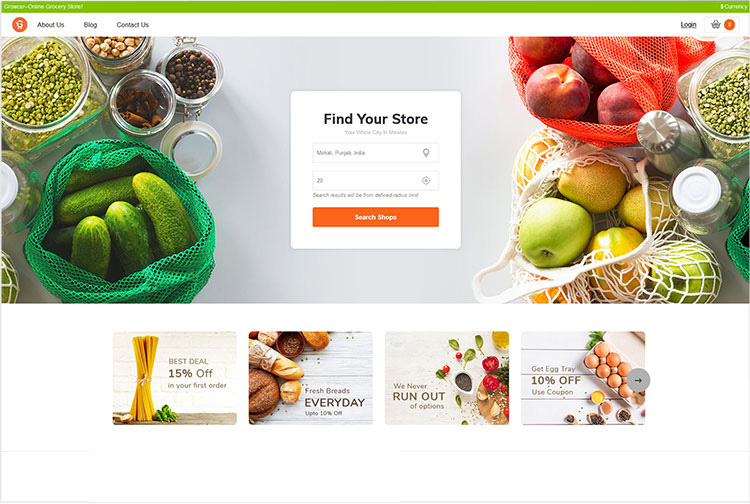 Growcer-Online Grocery Store!
$ Currency
About Us
Blog
Contact Us
Login
0
Find Your Store
Your Whole City In Minutes
Mohali, Punjab, India
20
Search results will be from defined radius limit
Search Shops
BEST DEAL
15% Off
in your first order
Fresh Breads
EVERYDAY
Upto 10% Off
We Never
RUN OUT
of options
Get Egg Tray
10% OFF
Use Coupon